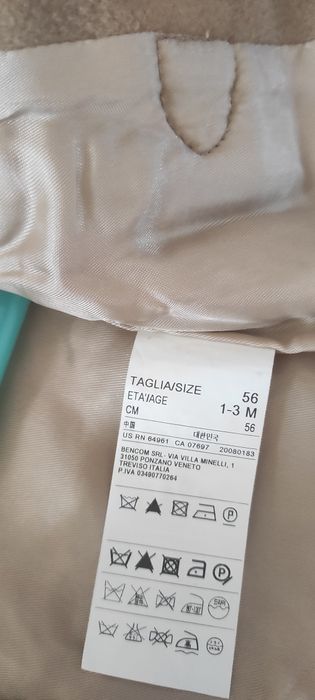 TAGLIA/SIZE 56
ETA'/AGE 1-3 M
CM 56
中国 대한민국
US RN 64961 CA 07697 20080183
BENCOM SRL- VIA VILLA MINELLI, 1
31050 PONZANO VENETO
TREVISO ITALIA
P.IVA 03490770264
P
P